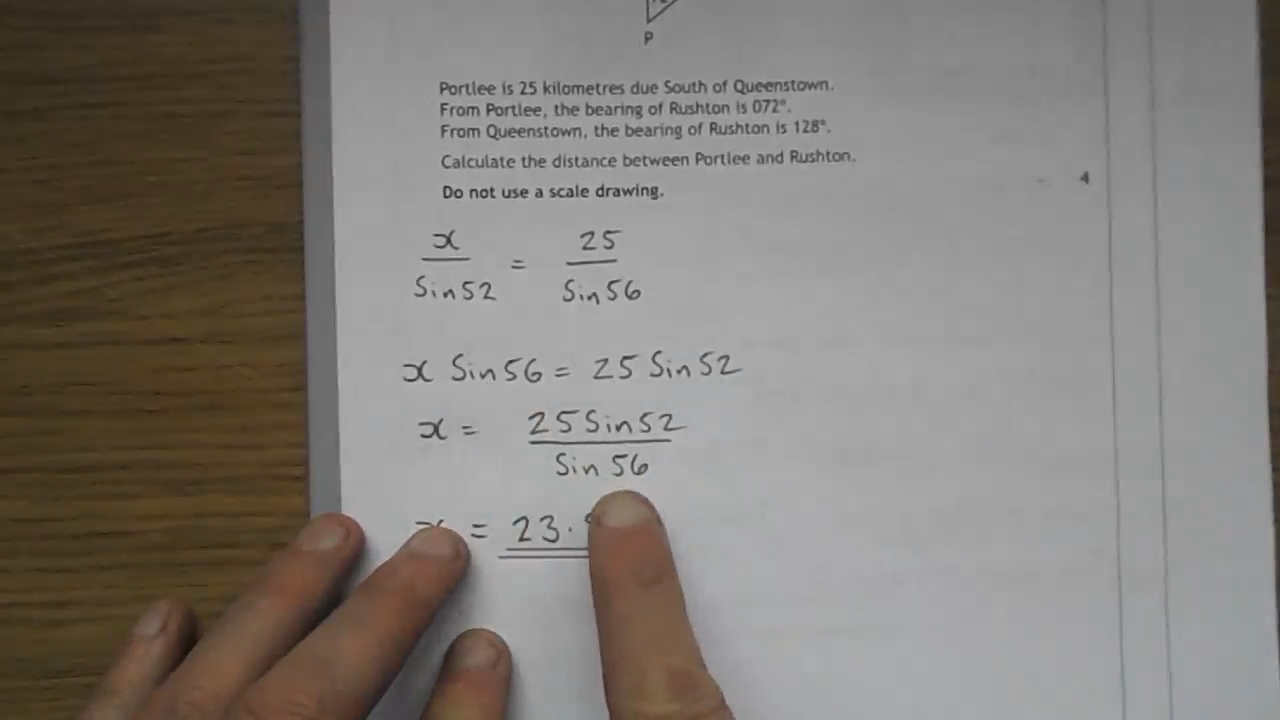 P
Portlee is 25 kilometres due South of Queenstown.
From Portlee, the bearing of Rushton is 072°.
From Queenstown, the bearing of Rushton is 128°.
Calculate the distance between Portlee and Rushton.
4
Do not use a scale drawing.
x/Sin52 = 25/Sin56
x Sin56 = 25 Sin52
x = 25Sin52/Sin 56
= 23.